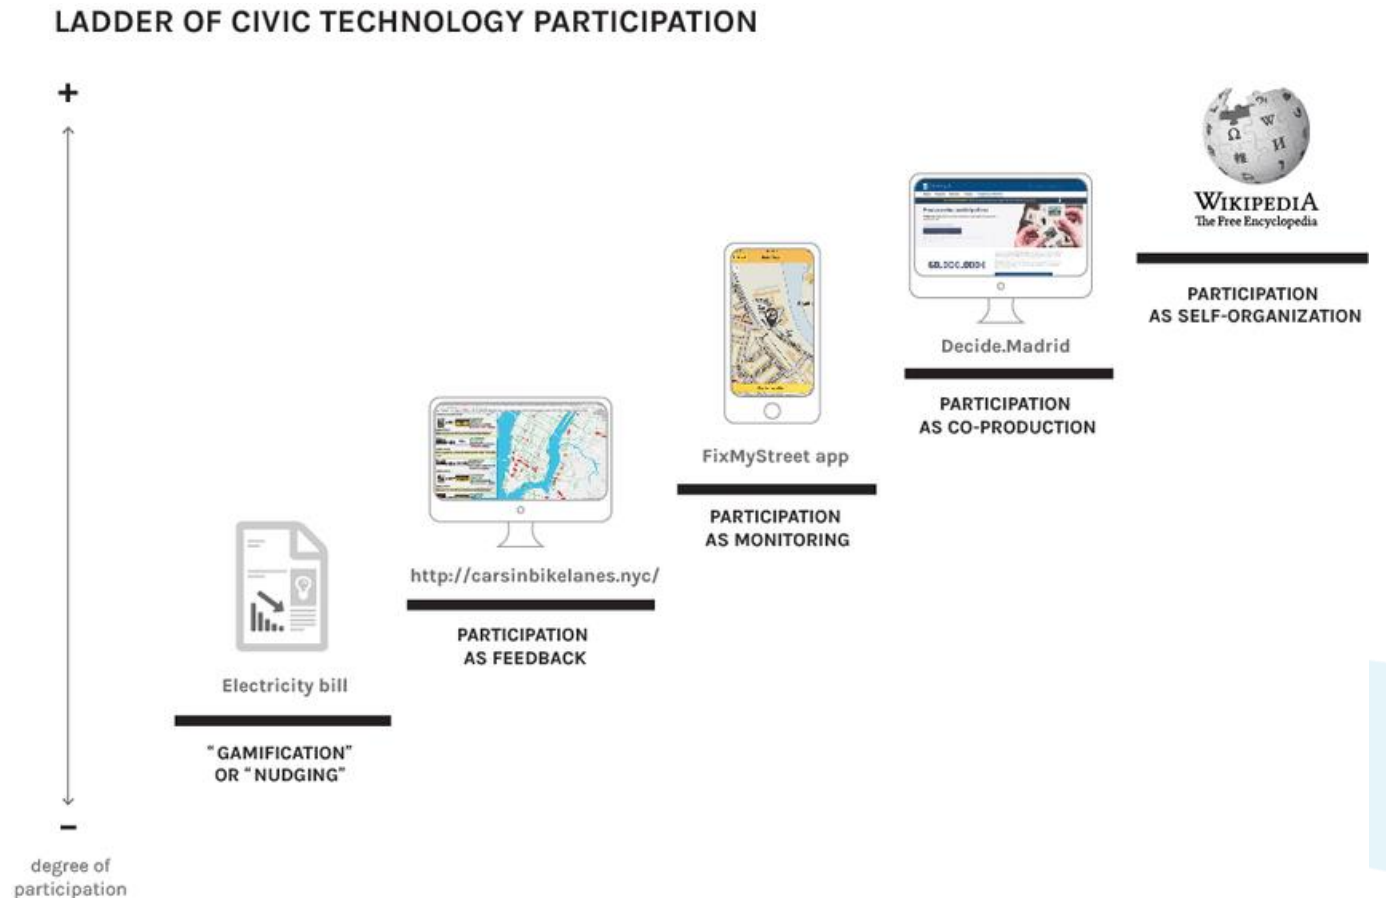 LADDER OF CIVIC TECHNOLOGY PARTICIPATION
+
WIKIPEDIA
The Free Encyclopedia
PARTICIPATION
AS SELF-ORGANIZATION
Decide.Madrid
PARTICIPATION
AS CO-PRODUCTION
FixMyStreet app
PARTICIPATION
AS MONITORING
http://carsinbikelanes.nyc/
PARTICIPATION
AS FEEDBACK
Electricity bill
"GAMIFICATION"
OR "NUDGING"
–
degree of
participation